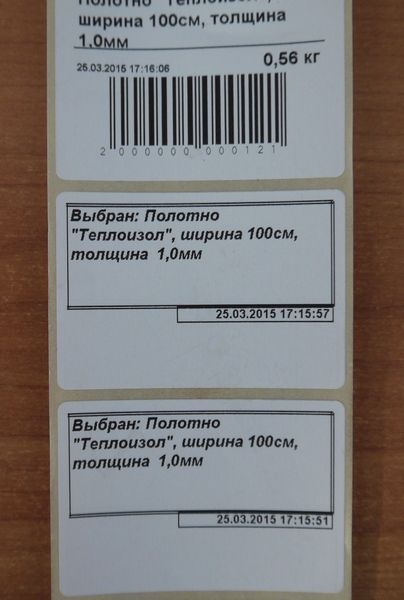 Полотно "Теплоизол",
ширина 100см, толщина
1.0мм
0,56 кг
25.03.2015 17:16:06
2 000000 000121
Выбран: Полотно
"Теплоизол", ширина 100см,
толщина 1,0мм
25.03.2015 17:15:57
Выбран: Полотно
"Теплоизол", ширина 100см,
толщина 1,0мм
25.03.2015 17:15:51